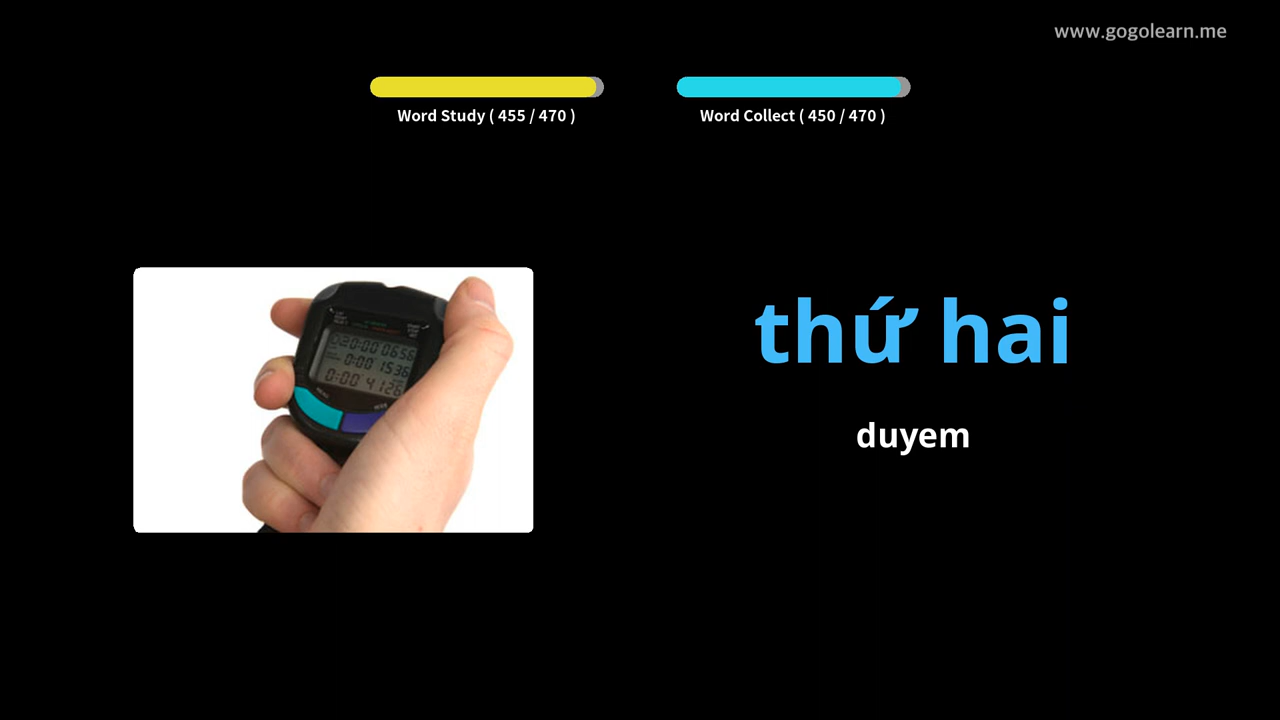 www.gogolearn.me
Word Study ( 455 / 470 )
Word Collect ( 450 / 470 )
thứ hai
duyem